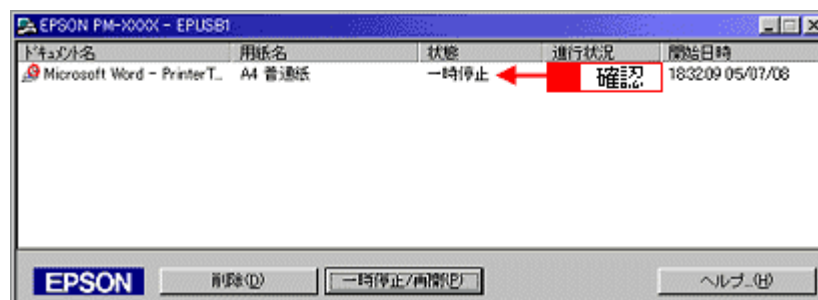 EPSON PM-XXXX - EPUSB1
ﾄﾞｷｭﾒﾝﾄ名 用紙名 状態 進行状況 開始日時
Microsoft Word - PrinterT... A4 普通紙 一時停止 確認 18:32:09 05/07/08
EPSON 削除(D) 一時停止/再開(P) ヘルプ...(H)